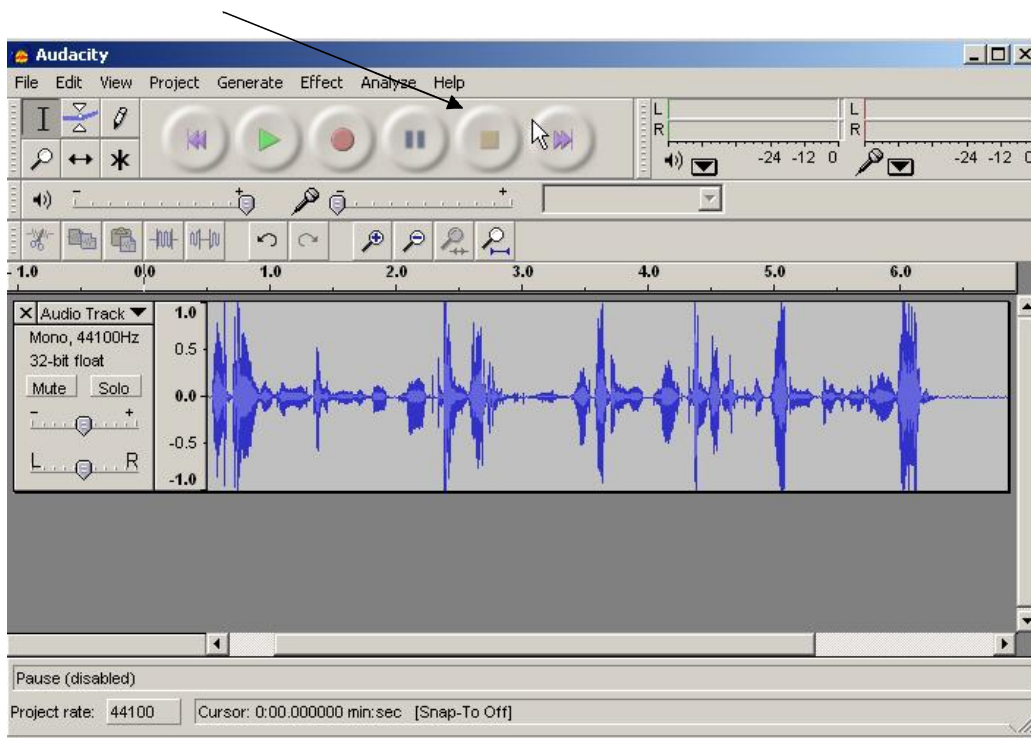 Audacity
File Edit View Project Generate Effect Analyze Help
L
R
-24 -12 0
L
R
-24 -12 0
- +
- +
- 1.0 0.0 1.0 2.0 3.0 4.0 5.0 6.0
X Audio Track
Mono, 44100Hz
32-bit float
Mute Solo
- +
L R
1.0
0.5
0.0
-0.5
-1.0
Pause (disabled)
Project rate: 44100 Cursor: 0:00.000000 min:sec [Snap-To Off]